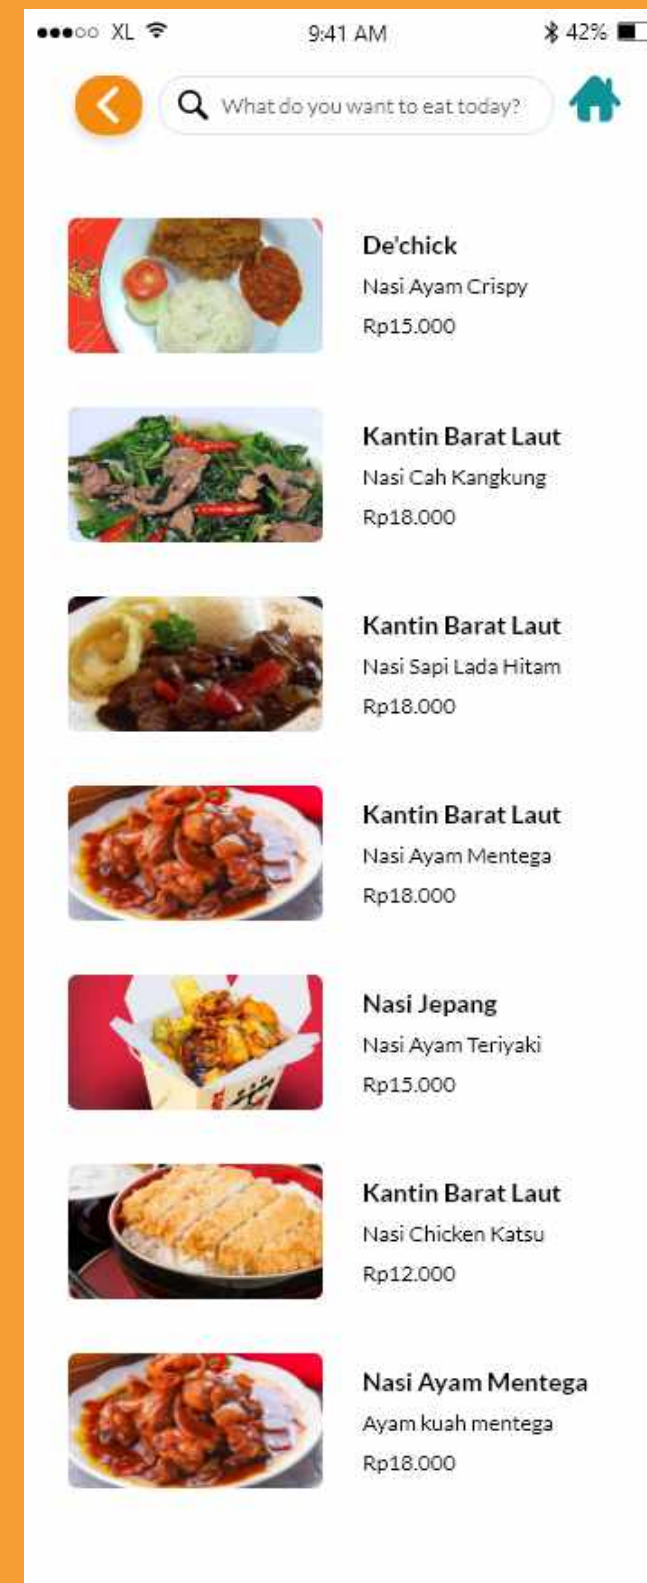 XL 9:41 AM 42%
What do you want to eat today?
De'chick
Nasi Ayam Crispy
Rp15.000
Kantin Barat Laut
Nasi Cah Kangkung
Rp18.000
Kantin Barat Laut
Nasi Sapi Lada Hitam
Rp18.000
Kantin Barat Laut
Nasi Ayam Mentega
Rp18.000
Nasi Jepang
Nasi Ayam Teriyaki
Rp15.000
Kantin Barat Laut
Nasi Chicken Katsu
Rp12.000
Nasi Ayam Mentega
Ayam kuah mentega
Rp18.000